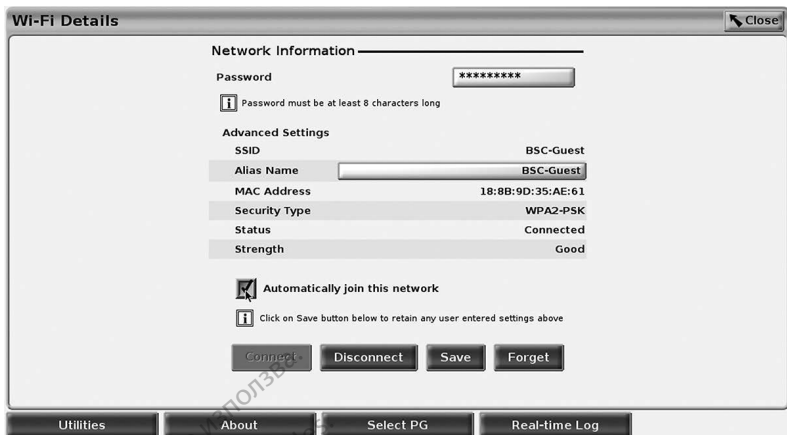 Wi-Fi Details
Close
Network Information
Password *********
i Password must be at least 8 characters long
Advanced Settings
SSID BSC-Guest
Alias Name BSC-Guest
MAC Address 18:8B:9D:35:AE:61
Security Type WPA2-PSK
Status Connected
Strength Good
Automatically join this network
i Click on Save button below to retain any user entered settings above
Connect Disconnect Save Forget
Utilities About Select PG Real-time Log